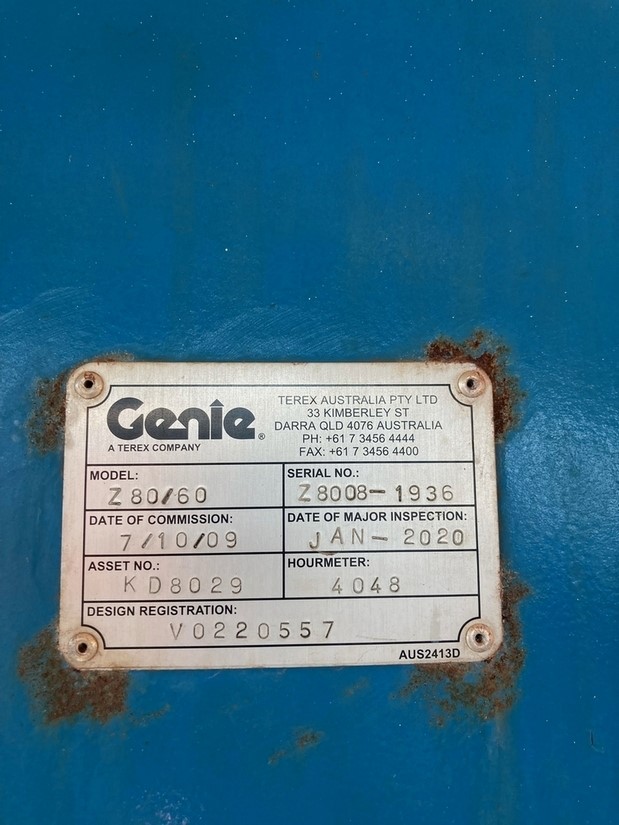 Genie®
A TEREX COMPANY
TEREX AUSTRALIA PTY LTD
33 KIMBERLEY ST
DARRA QLD 4076 AUSTRALIA
PH: +61 7 3456 4444
FAX: +61 7 3456 4400
MODEL:
Z80/60
SERIAL NO.:
Z8008-1936
DATE OF COMMISSION:
7/10/09
DATE OF MAJOR INSPECTION:
JAN-2020
ASSET NO.:
KD8029
HOURMETER:
4048
DESIGN REGISTRATION:
V0220557
AUS2413D